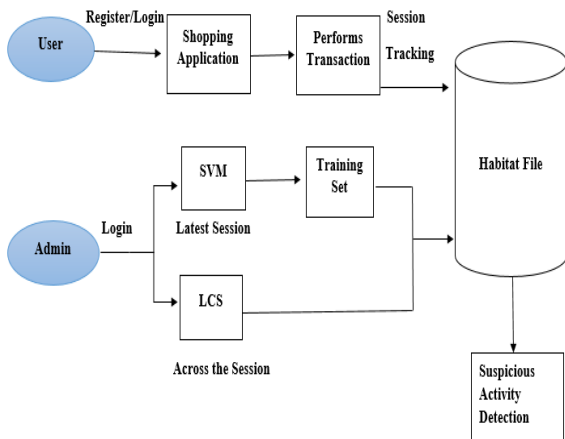 User
Register/Login
Shopping
Application
Performs
Transaction
Session
Tracking
Habitat File
Admin
Login
SVM
Latest Session
Training
Set
LCS
Across the Session
Suspicious
Activity
Detection